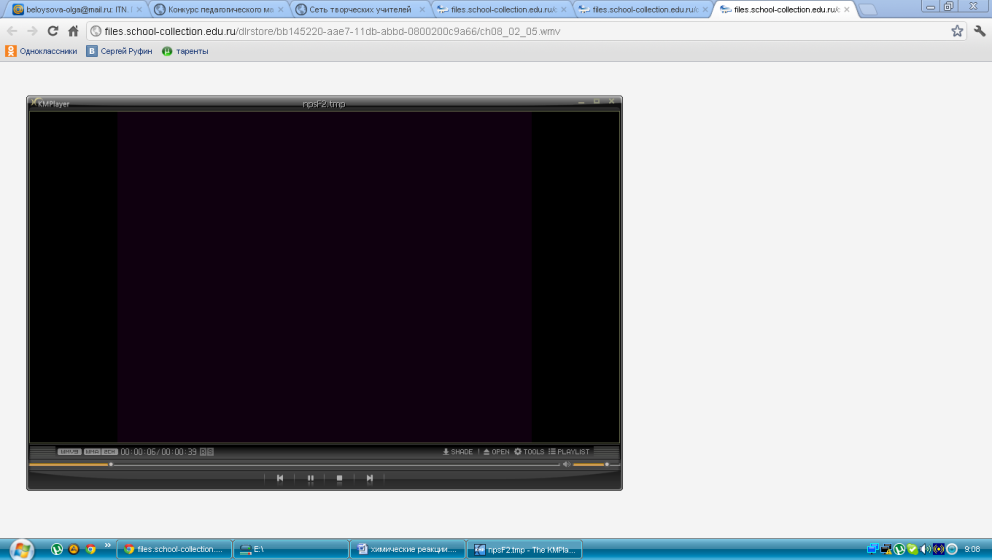 beloysova-olga@mail.ru: ITN.
Конкурс педагогического ма
Сеть творческих учителей
files.school-collection.edu.ru/
files.school-collection.edu.ru/
files.school-collection.edu.ru/
files.school-collection.edu.ru/dlrstore/bb145220-aae7-11db-abbd-0800200c9a66/ch08_02_05.wmv
Одноклассники
Сергей Руфин
таренты
KMPlayer
npsF2.tmp
WMV9 WMA 2CH 00:00:06/00:00:39
SHADE
OPEN
TOOLS
PLAYLIST
files.school-collection....
E:\
химические реакции....
npsF2.tmp - The KMPla...
9:08